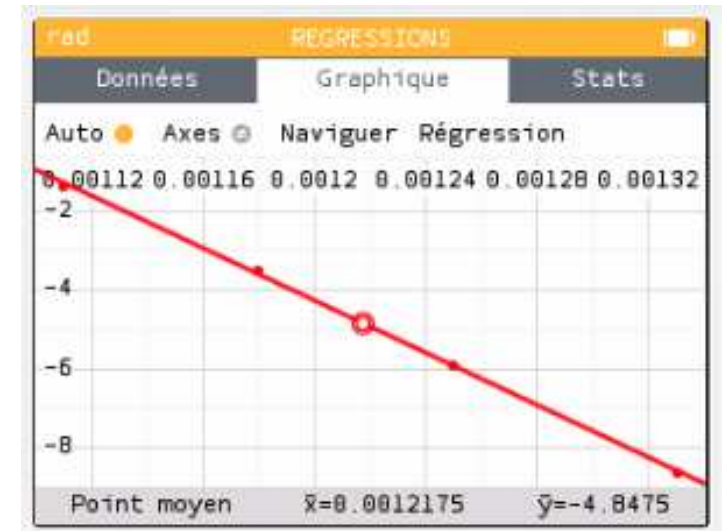 rad REGRESSIONS
Données Graphique Stats
Auto Axes Naviguer Régression
0.00112 0.00116 0.0012 0.00124 0.00128 0.00132
-2
-4
-6
-8
Point moyen x̄=0.0012175 ȳ=-4.8475